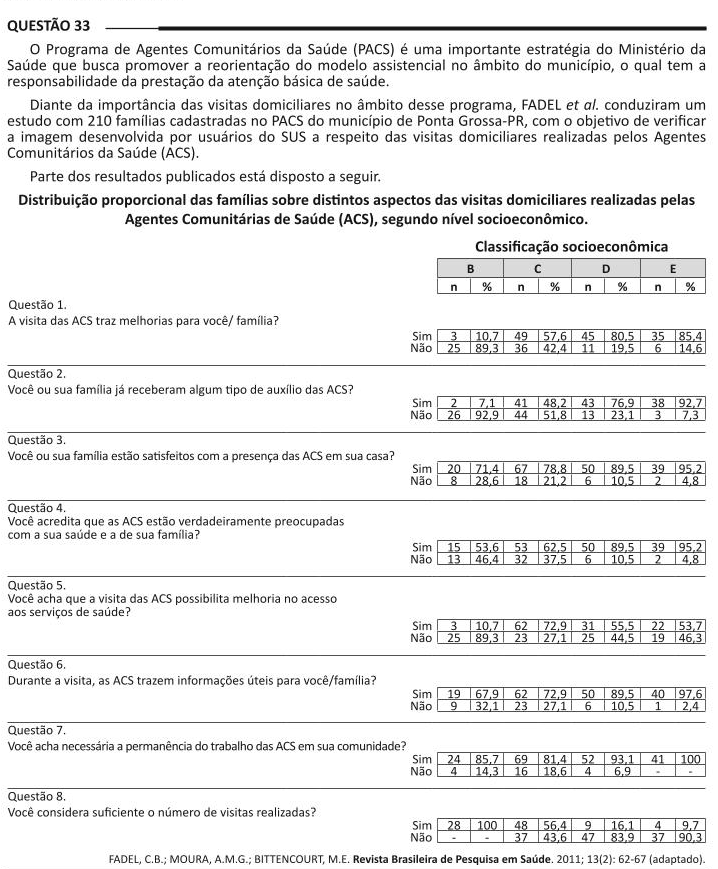 QUESTÃO 33
O Programa de Agentes Comunitários da Saúde (PACS) é uma importante estratégia do Ministério da
Saúde que busca promover a reorientação do modelo assistencial no âmbito do município, o qual tem a
responsabilidade da prestação da atenção básica de saúde.
Diante da importância das visitas domiciliares no âmbito desse programa, FADEL et al. conduziram um
estudo com 210 famílias cadastradas no PACS do município de Ponta Grossa-PR, com o objetivo de verificar
a imagem desenvolvida por usuários do SUS a respeito das visitas domiciliares realizadas pelos Agentes
Comunitários da Saúde (ACS).
Parte dos resultados publicados está disposto a seguir.
Distribuição proporcional das famílias sobre distintos aspectos das visitas domiciliares realizadas pelas
Agentes Comunitárias de Saúde (ACS), segundo nível socioeconômico.
Classificação socioeconômica
B C D E
n % n % n % n %
Questão 1.
A visita das ACS traz melhorias para você/ família?
Sim 3 10,7 49 57,6 45 80,5 35 85,4
Não 25 89,3 36 42,4 11 19,5 6 14,6
Questão 2.
Você ou sua família já receberam algum tipo de auxílio das ACS?
Sim 2 7,1 41 48,2 43 76,9 38 92,7
Não 26 92,9 44 51,8 13 23,1 3 7,3
Questão 3.
Você ou sua família estão satisfeitos com a presença das ACS em sua casa?
Sim 20 71,4 67 78,8 50 89,5 39 95,2
Não 8 28,6 18 21,2 6 10,5 2 4,8
Questão 4.
Você acredita que as ACS estão verdadeiramente preocupadas
com a sua saúde e a de sua família?
Sim 15 53,6 53 62,5 50 89,5 39 95,2
Não 13 46,4 32 37,5 6 10,5 2 4,8
Questão 5.
Você acha que a visita das ACS possibilita melhoria no acesso
aos serviços de saúde?
Sim 3 10,7 62 72,9 31 55,5 22 53,7
Não 25 89,3 23 27,1 25 44,5 19 46,3
Questão 6.
Durante a visita, as ACS trazem informações úteis para você/família?
Sim 19 67,9 62 72,9 50 89,5 40 97,6
Não 9 32,1 23 27,1 6 10,5 1 2,4
Questão 7.
Você acha necessária a permanência do trabalho das ACS em sua comunidade?
Sim 24 85,7 69 81,4 52 93,1 41 100
Não 4 14,3 16 18,6 4 6,9 - -
Questão 8.
Você considera suficiente o número de visitas realizadas?
Sim 28 100 48 56,4 9 16,1 4 9,7
Não - - 37 43,6 47 83,9 37 90,3
FADEL, C.B.; MOURA, A.M.G.; BITTENCOURT, M.E. Revista Brasileira de Pesquisa em Saúde. 2011; 13(2): 62-67 (adaptado).